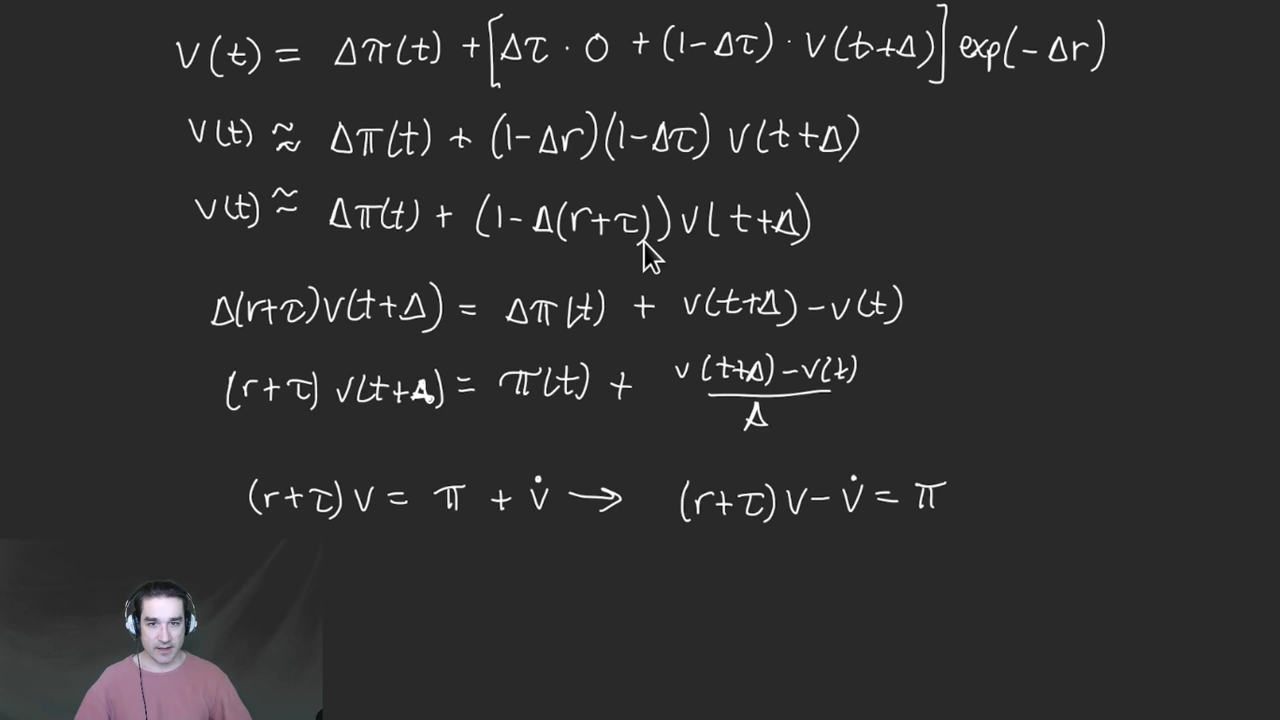 V(t) = Δπ(t) + [Δτ · 0 + (1-Δτ) · V(t+Δ)] exp(-Δr)
V(t) ≈ Δπ(t) + (1-Δr)(1-Δτ) V(t+Δ)
V(t) ≈ Δπ(t) + (1-Δ(r+τ)) V(t+Δ)
Δ(r+τ)V(t+Δ) = Δπ(t) + V(t+Δ) - V(t)
(r+τ) V(t+Δ) = π(t) + (V(t+Δ) - V(t))/Δ
(r+τ) V = π + V̇ → (r+τ) V - V̇ = π